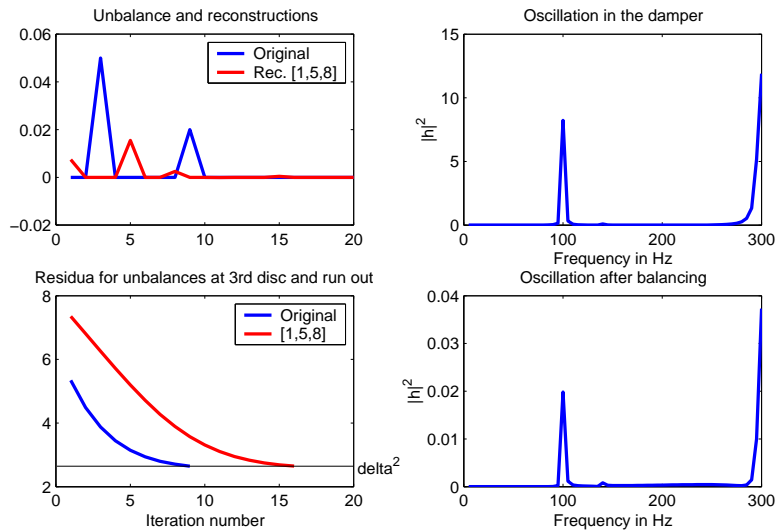 Unbalance and reconstructions
0.06
0.04
0.02
0
−0.02
0
5
10
15
20
Original
Rec. [1,5,8]
Oscillation in the damper
15
10
5
0
0
100
200
300
|h|^2
Frequency in Hz
Residua for unbalances at 3rd disc and run out
8
6
4
2
0
5
10
15
20
Original
[1,5,8]
delta^2
Iteration number
Oscillation after balancing
0.04
0.03
0.02
0.01
0
0
100
200
300
|h|^2
Frequency in Hz